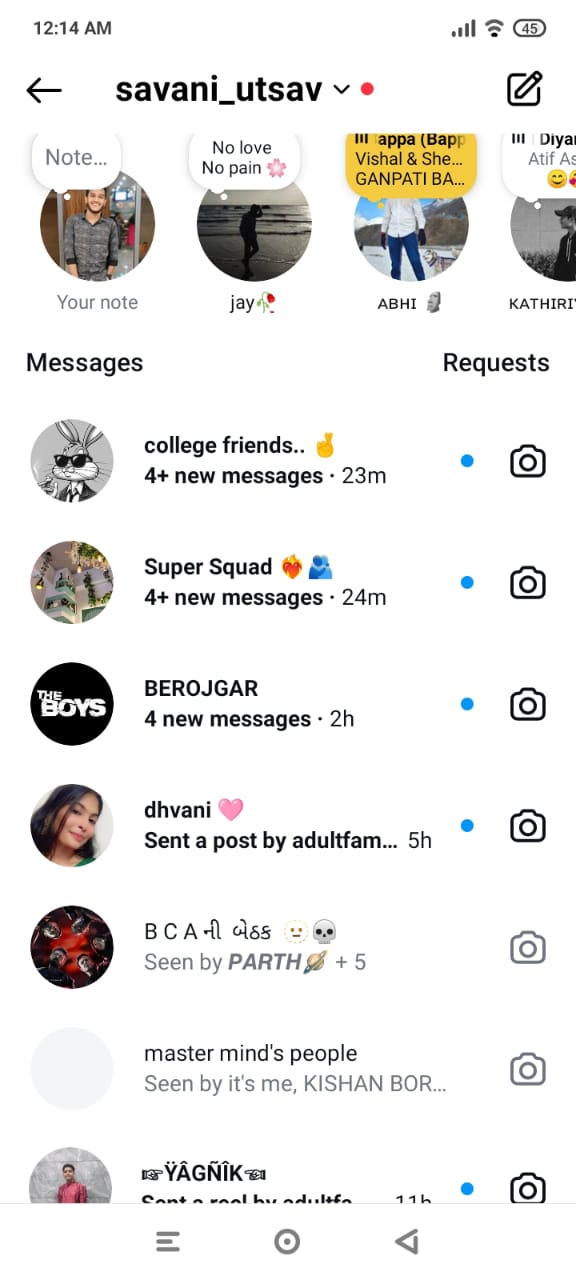 12:14 AM
45
savani_utsav
Note...
No love
No pain 🌸
appa (Bapp
Vishal & She...
GANPATI BA...
Diyar
Atif As
😊
Your note
jay🥀
ABHI 🗿
KATHIRIY
Messages
Requests
college friends.. 🤞
4+ new messages · 23m
Super Squad ❤️‍🔥 🫂
4+ new messages · 24m
THE
BOYS
BEROJGAR
4 new messages · 2h
dhvani 🩷
Sent a post by adultfam... 5h
B C A ની બેઠક 🫥💀
Seen by PARTH🪐 + 5
master mind's people
Seen by it's me, KISHAN BOR...
☞ŸÂGÑÎK☜
Sent a reel by adultfa... 11h